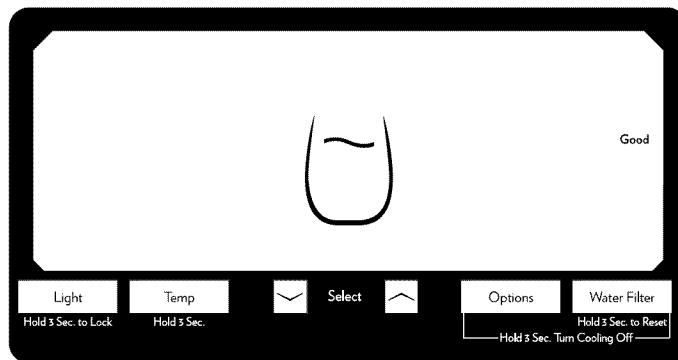 Good
Light
Temp
Select
Options
Water Filter
Hold 3 Sec. to Lock
Hold 3 Sec.
Hold 3 Sec. to Reset
Hold 3 Sec. Turn Cooling Off